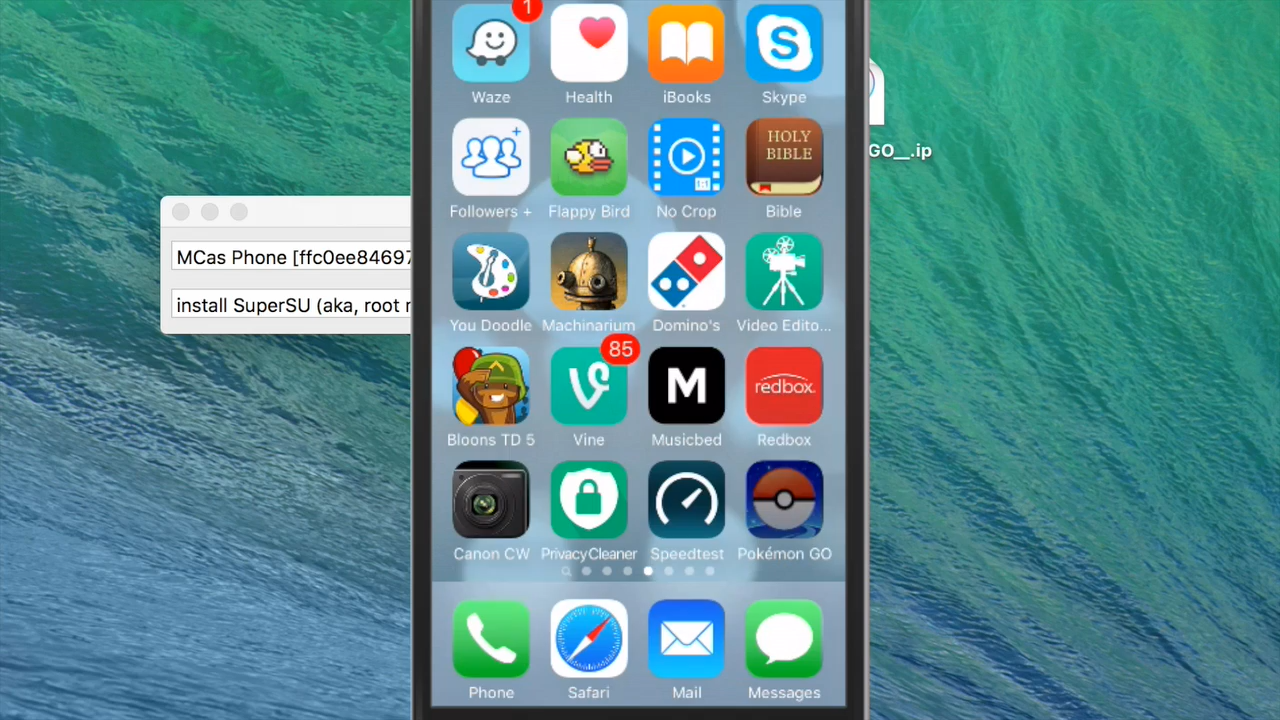 1
Waze
Health
iBooks
Skype
Followers +
Flappy Bird
No Crop
HOLY
BIBLE
Bible
1:1
GO__.ip
MCas Phone [ffc0ee84697
install SuperSU (aka, root
You Doodle
Machinarium
Domino's
Video Edito...
85
Bloons TD 5
Vine
M
Musicbed
redbox.
Redbox
Canon CW
PrivacyCleaner
Speedtest
Pokémon GO
Phone
Safari
Mail
Messages